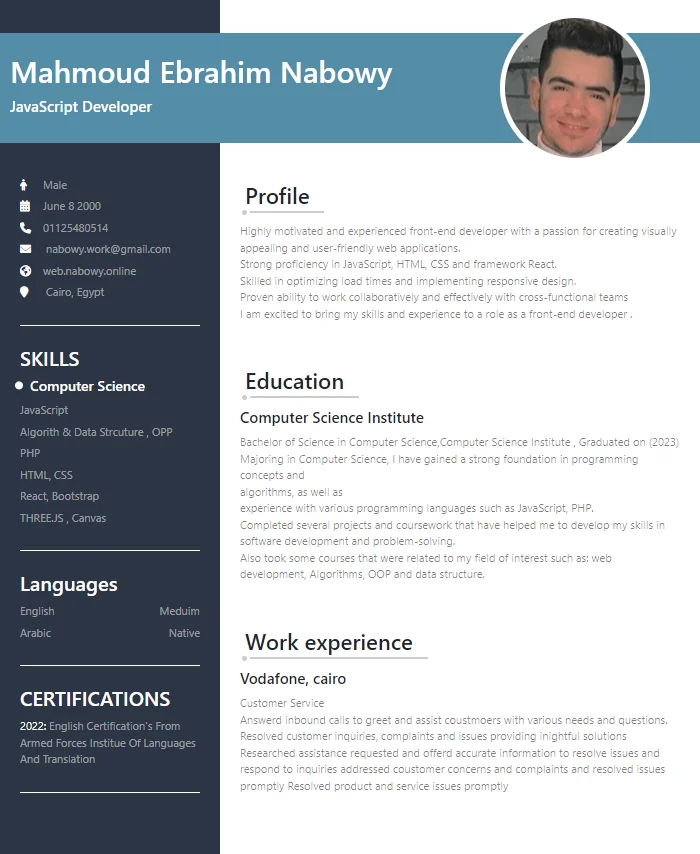 Mahmoud Ebrahim Nabowy
JavaScript Developer
Male
June 8 2000
01125480514
nabowy.work@gmail.com
web.nabowy.online
Cairo, Egypt
SKILLS
Computer Science
JavaScript
Algorith & Data Strcuture , OPP
PHP
HTML, CSS
React, Bootstrap
THREE.JS , Canvas
Languages
English Meduim
Arabic Native
CERTIFICATIONS
2022: English Certification's From
Armed Forces Institue Of Languages
And Translation
Profile
Highly motivated and experienced front-end developer with a passion for creating visually
appealing and user-friendly web applications.
Strong proficiency in JavaScript, HTML, CSS and framework React.
Skilled in optimizing load times and implementing responsive design.
Proven ability to work collaboratively and effectively with cross-functional teams
I am excited to bring my skills and experience to a role as a front-end developer .
Education
Computer Science Institute
Bachelor of Science in Computer Science,Computer Science Institute , Graduated on (2023)
Majoring in Computer Science, I have gained a strong foundation in programming
concepts and
algorithms, as well as
experience with various programming languages such as JavaScript, PHP.
Completed several projects and coursework that have helped me to develop my skills in
software development and problem-solving.
Also took some courses that were related to my field of interest such as: web
development, Algorithms, OOP and data structure.
Work experience
Vodafone, cairo
Customer Service
Answerd inbound calls to greet and assist coustmoers with various needs and questions.
Resolved customer inquiries, complaints and issues providing inightful solutions
Researched assistance requested and offerd accurate information to resolve issues and
respond to inquiries addressed coustomer concerns and complaints and resolved issues
promptly Resolved product and service issues promptly